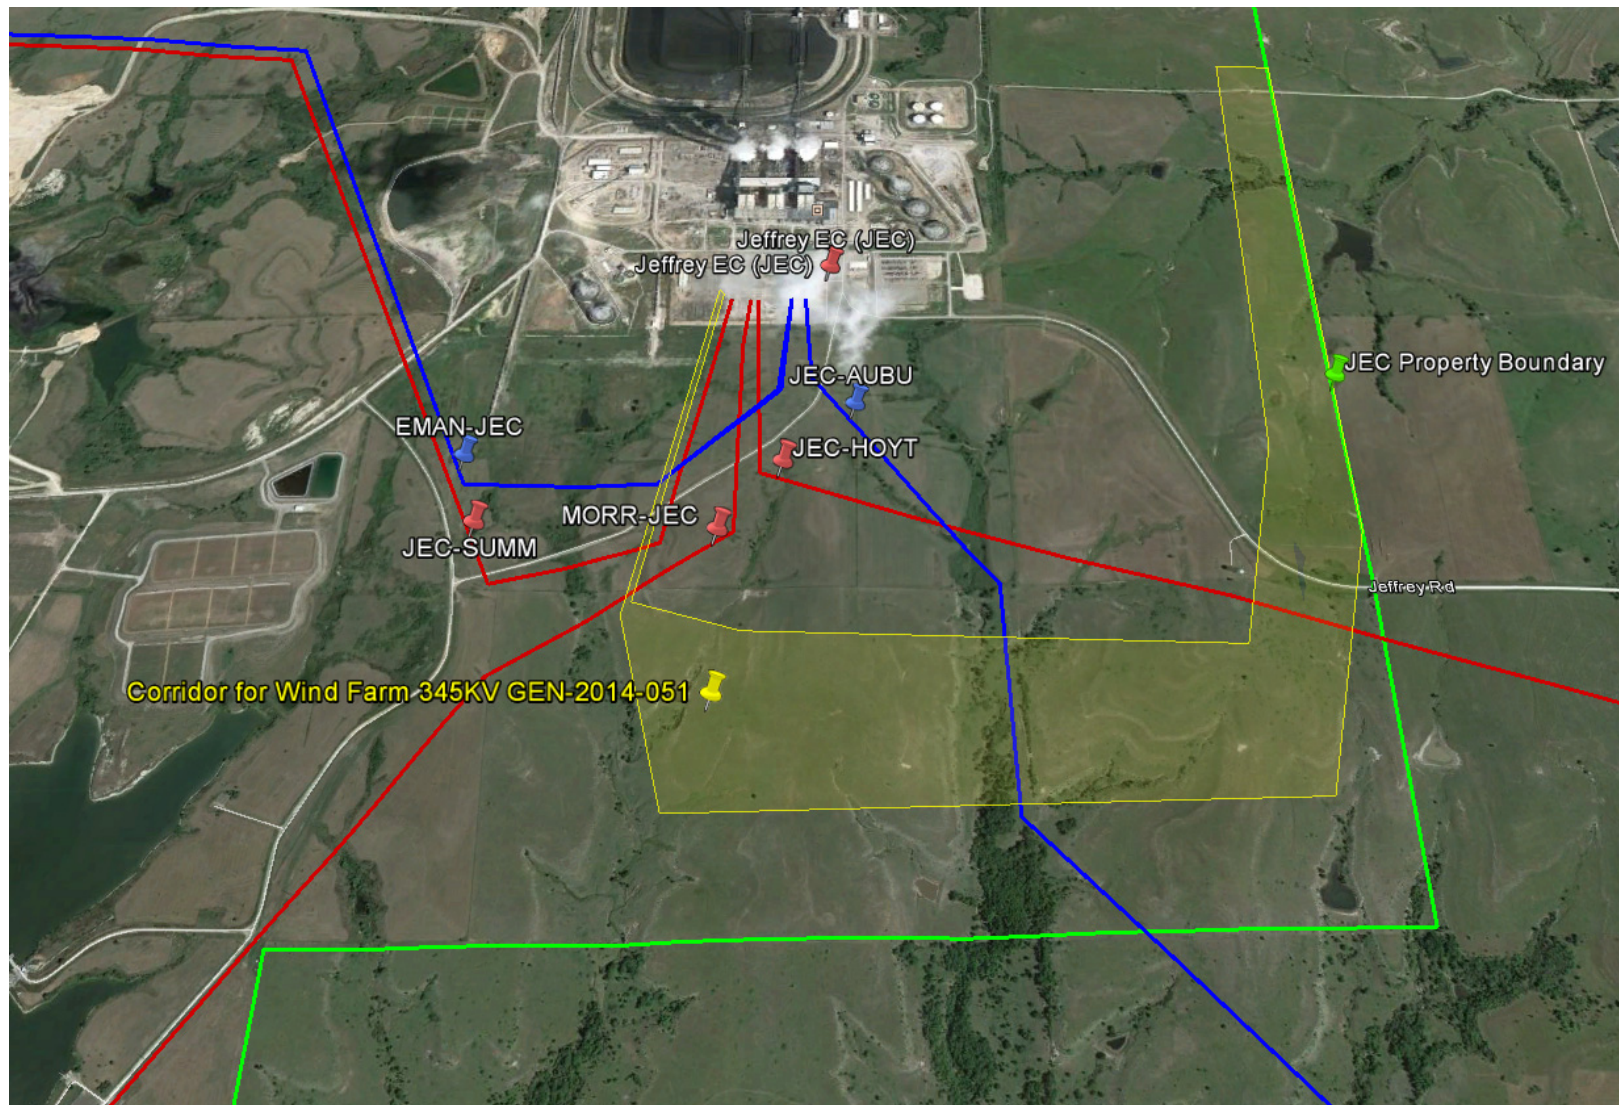 Jeffrey EC (JEC)
Jeffrey EC (JEC)
JEC Property Boundary
JEC-AUBU
EMAN-JEC
JEC-HOYT
MORR-JEC
JEC-SUMM
Jeffrey Rd
Corridor for Wind Farm 345KV GEN-2014-051